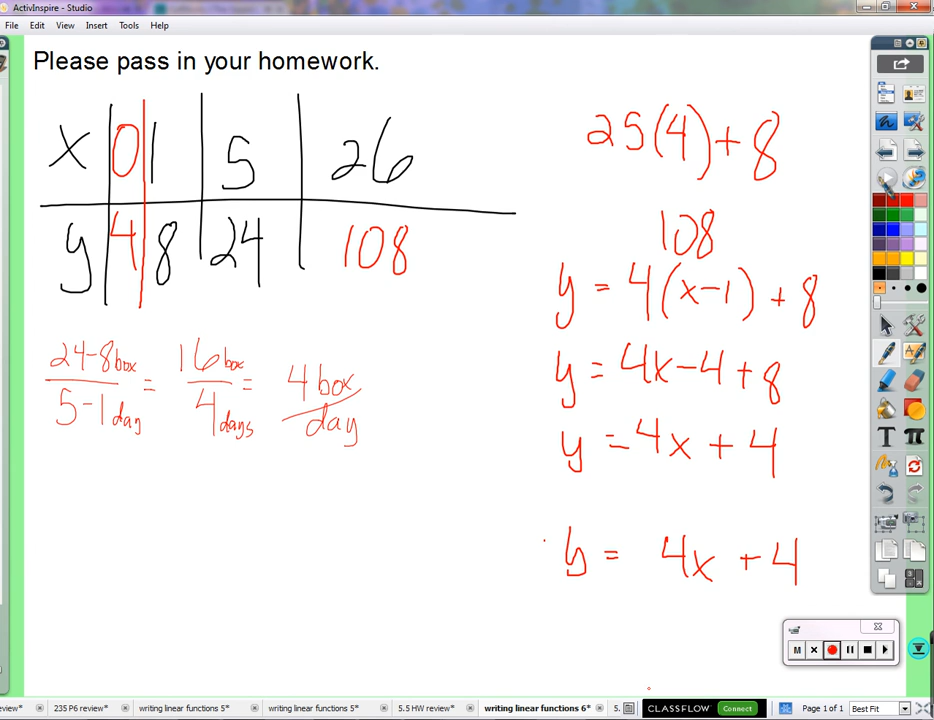 ActivInspire - Studio
File Edit View Insert Tools Help
Please pass in your homework.
x 0 1 5 26
y 4 8 24 108
24-8 box / 5-1 day = 16 box / 4 days = 4 box / day
25(4)+8
108
y = 4(x-1)+8
y = 4x-4+8
y = 4x + 4
y = 4x + 4
M
eview* 235 P6 review* writing linear functions 5* writing linear functions 5* 5.5 HW review* writing linear functions 6* 5. CLASSFLOW Connect Page 1 of 1 Best Fit